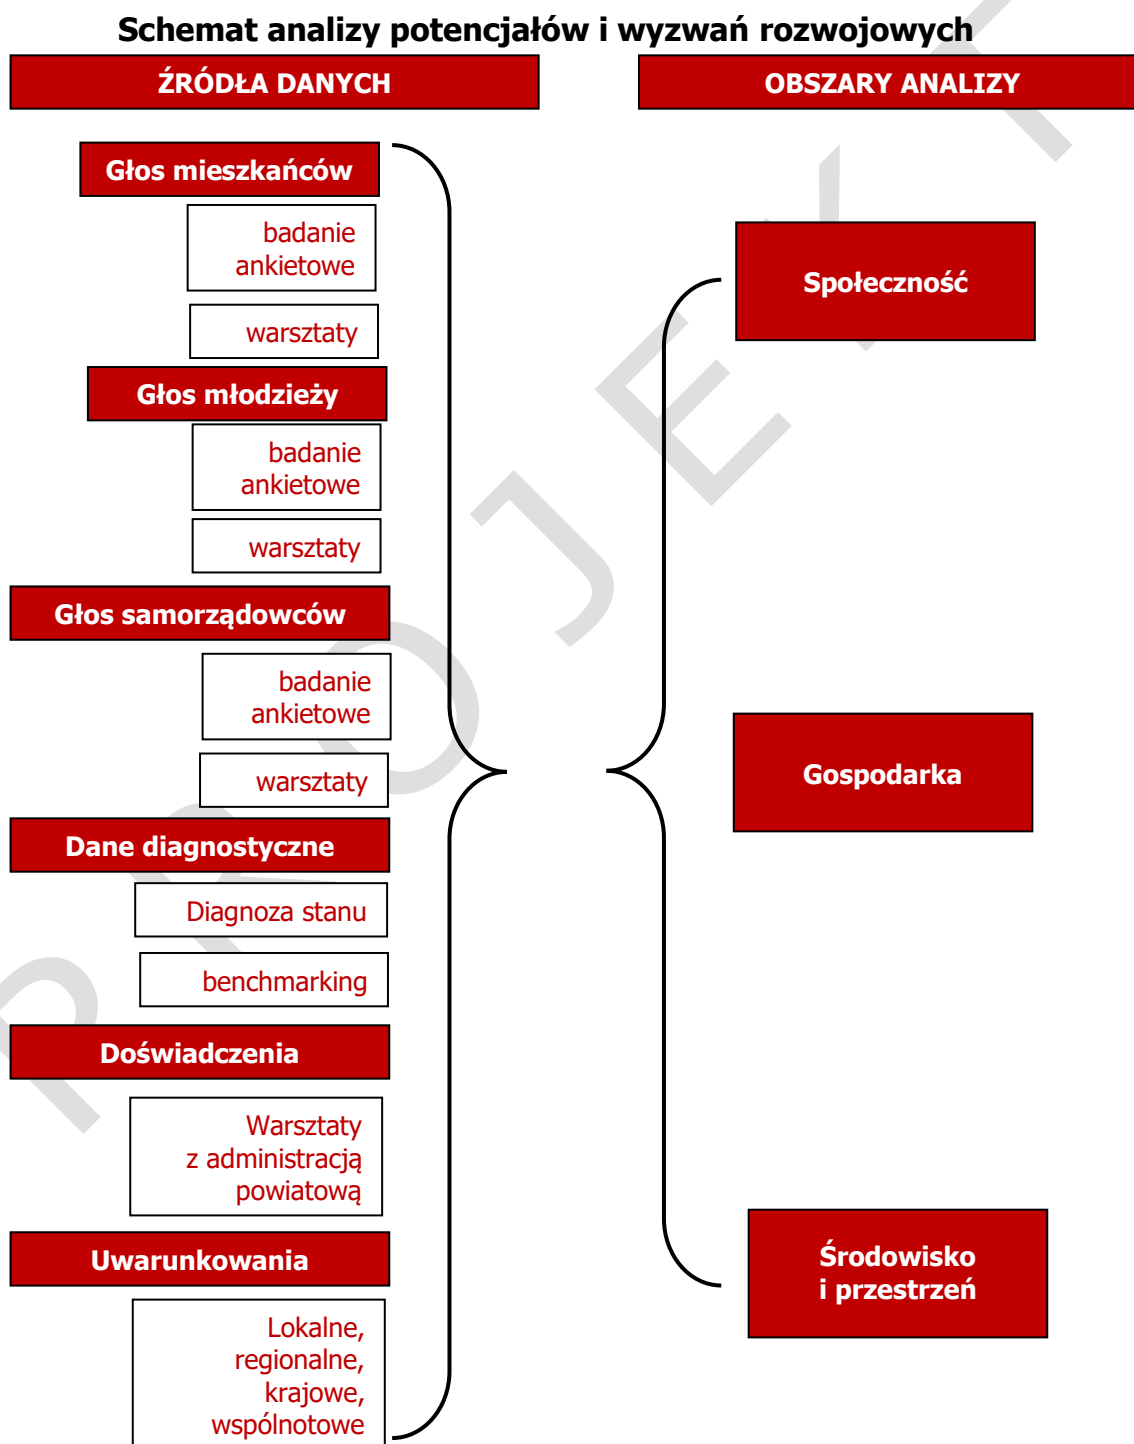 Schemat analizy potencjałów i wyzwań rozwojowych
ŹRÓDŁA DANYCH
Głos mieszkańców
badanie
ankietowe
warsztaty
Głos młodzieży
badanie
ankietowe
warsztaty
Głos samorządowców
badanie
ankietowe
warsztaty
Dane diagnostyczne
Diagnoza stanu
benchmarking
Doświadczenia
Warsztaty
z administracją
powiatową
Uwarunkowania
Lokalne,
regionalne,
krajowe,
wspólnotowe
OBSZARY ANALIZY
Społeczność
Gospodarka
Środowisko
i przestrzeń
PROJEKT